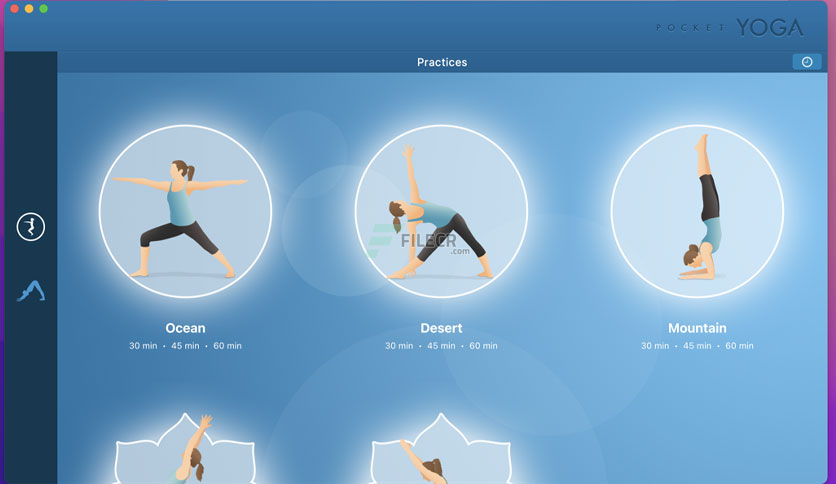 POCKET YOGA
Practices
FILECR
.com
Ocean
Desert
Mountain
30 min • 45 min • 60 min
30 min • 45 min • 60 min
30 min • 45 min • 60 min